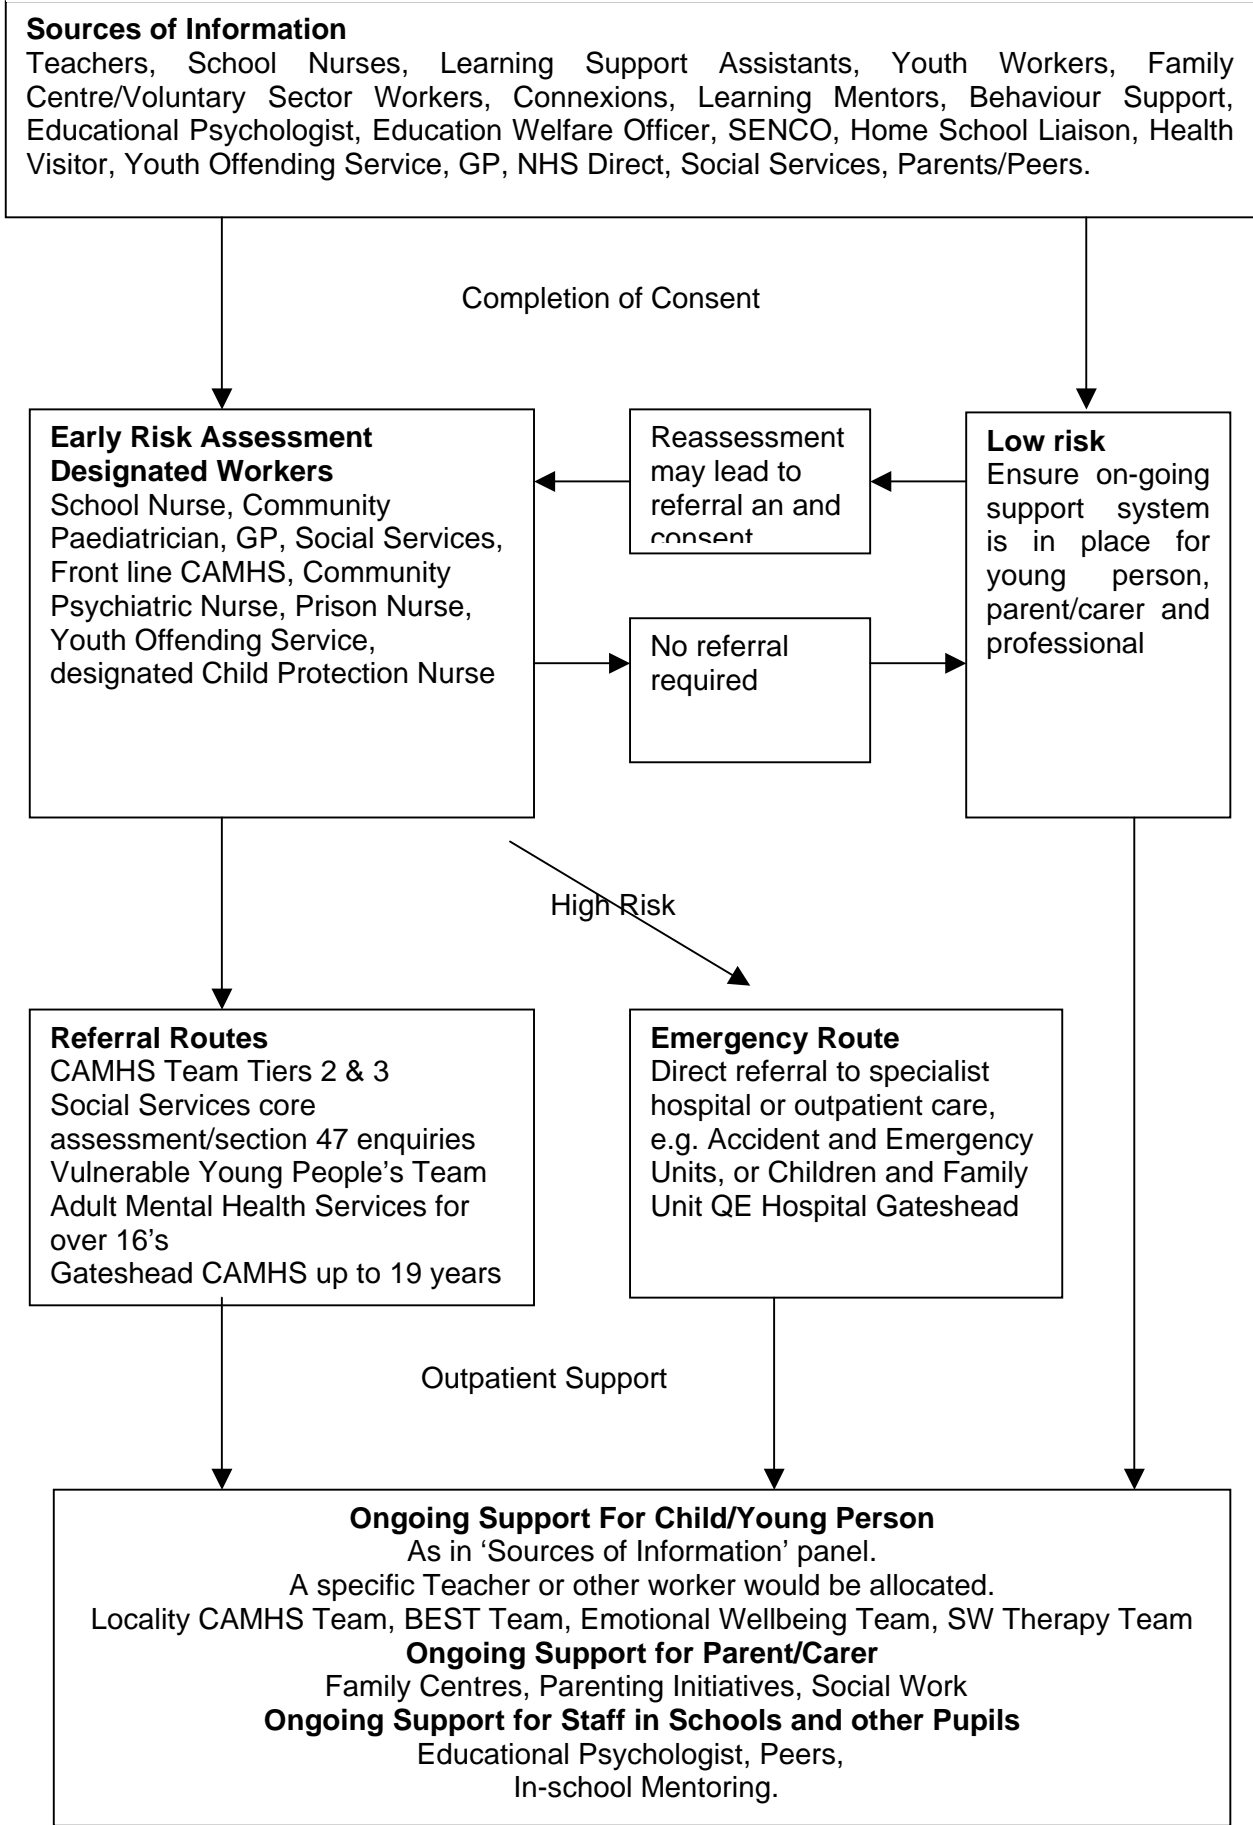 Sources of Information
Teachers, School Nurses, Learning Support Assistants, Youth Workers, Family
Centre/Voluntary Sector Workers, Connexions, Learning Mentors, Behaviour Support,
Educational Psychologist, Education Welfare Officer, SENCO, Home School Liaison, Health
Visitor, Youth Offending Service, GP, NHS Direct, Social Services, Parents/Peers.
Completion of Consent
Early Risk Assessment
Designated Workers
School Nurse, Community
Paediatrician, GP, Social Services,
Front line CAMHS, Community
Psychiatric Nurse, Prison Nurse,
Youth Offending Service,
designated Child Protection Nurse
Reassessment
may lead to
referral an and
consent
No referral
required
Low risk
Ensure on-going
support system
is in place for
young person,
parent/carer and
professional
High Risk
Referral Routes
CAMHS Team Tiers 2 & 3
Social Services core
assessment/section 47 enquiries
Vulnerable Young People's Team
Adult Mental Health Services for
over 16's
Gateshead CAMHS up to 19 years
Emergency Route
Direct referral to specialist
hospital or outpatient care,
e.g. Accident and Emergency
Units, or Children and Family
Unit QE Hospital Gateshead
Outpatient Support
Ongoing Support For Child/Young Person
As in 'Sources of Information' panel.
A specific Teacher or other worker would be allocated.
Locality CAMHS Team, BEST Team, Emotional Wellbeing Team, SW Therapy Team
Ongoing Support for Parent/Carer
Family Centres, Parenting Initiatives, Social Work
Ongoing Support for Staff in Schools and other Pupils
Educational Psychologist, Peers,
In-school Mentoring.